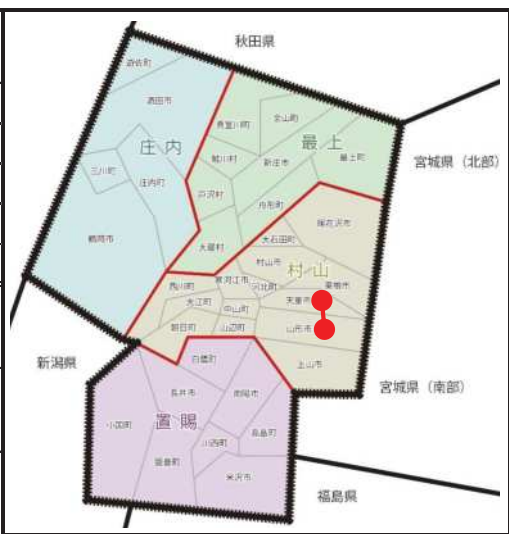 秋田県
遊佐町
酒田市
金山町
真室川町
最上
庄内
最上町
宮城県（北部）
鮭川村
新庄市
三川町
庄内町
戸沢村
舟形町
鶴岡市
尾花沢市
大石田町
大蔵村
村山市
村山
西川町
寒河江市
河北町
東根市
大江町
天童市
中山町
朝日町
山辺町
山形市
新潟県
白鷹町
上山市
宮城県（南部）
長井市
南陽市
小国町
置賜
高畠町
川西町
飯豊町
米沢市
福島県